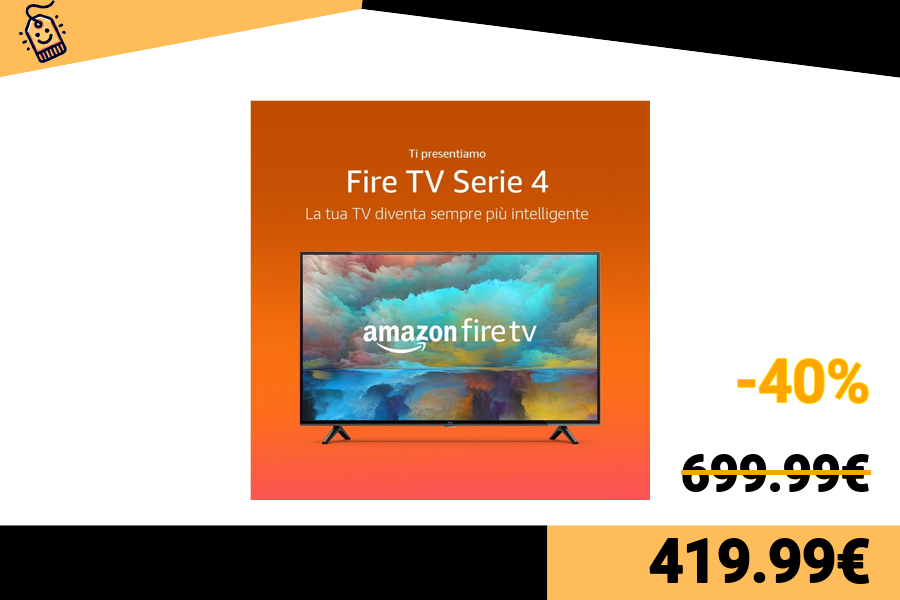 Ti presentiamo
Fire TV Serie 4
La tua TV diventa sempre più intelligente
amazon fire tv
-40%
699.99€
419.99€